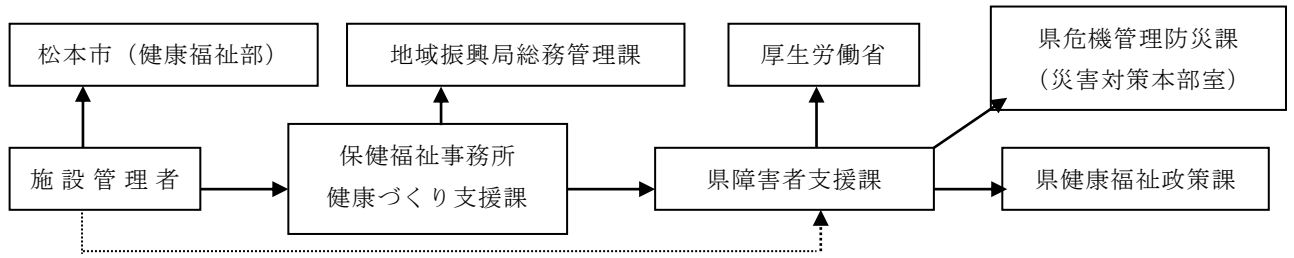 松本市（健康福祉部）
地域振興局総務管理課
厚生労働省
県危機管理防災課
（災害対策本部室）
施設管理者
保健福祉事務所
健康づくり支援課
県障害者支援課
県健康福祉政策課